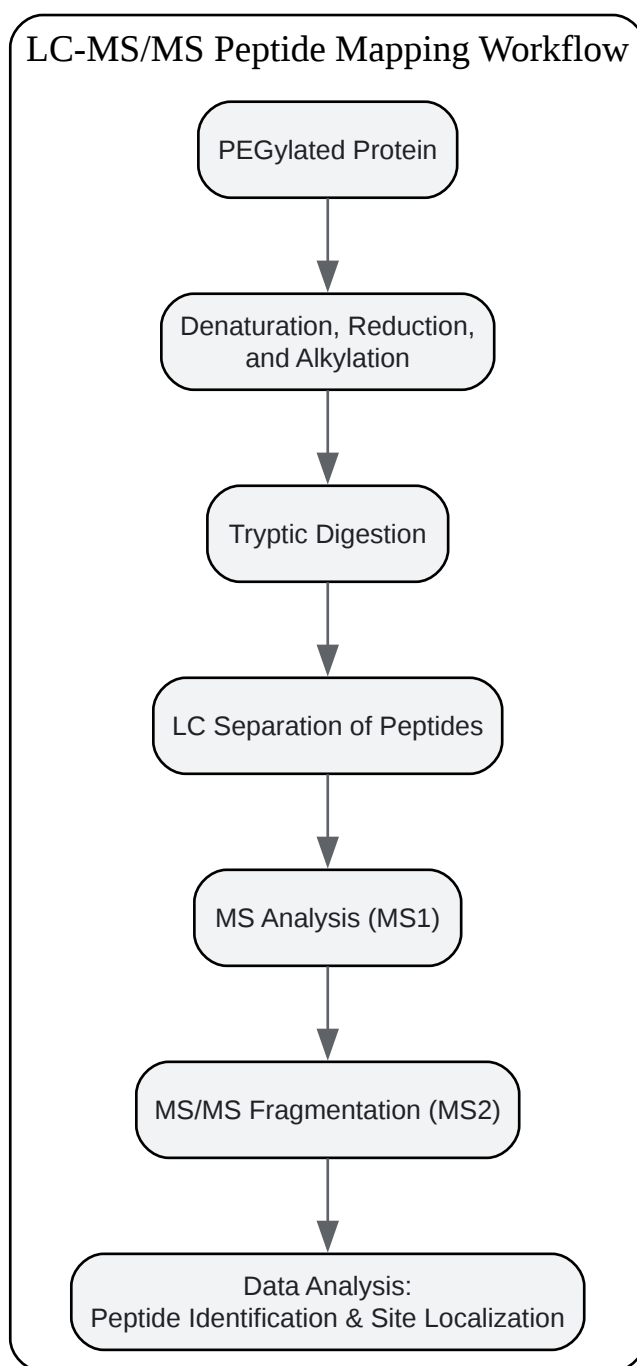 LC-MS/MS Peptide Mapping Workflow
PEGylated Protein
Denaturation, Reduction,
and Alkylation
Tryptic Digestion
LC Separation of Peptides
MS Analysis (MS1)
MS/MS Fragmentation (MS2)
Data Analysis:
Peptide Identification & Site Localization